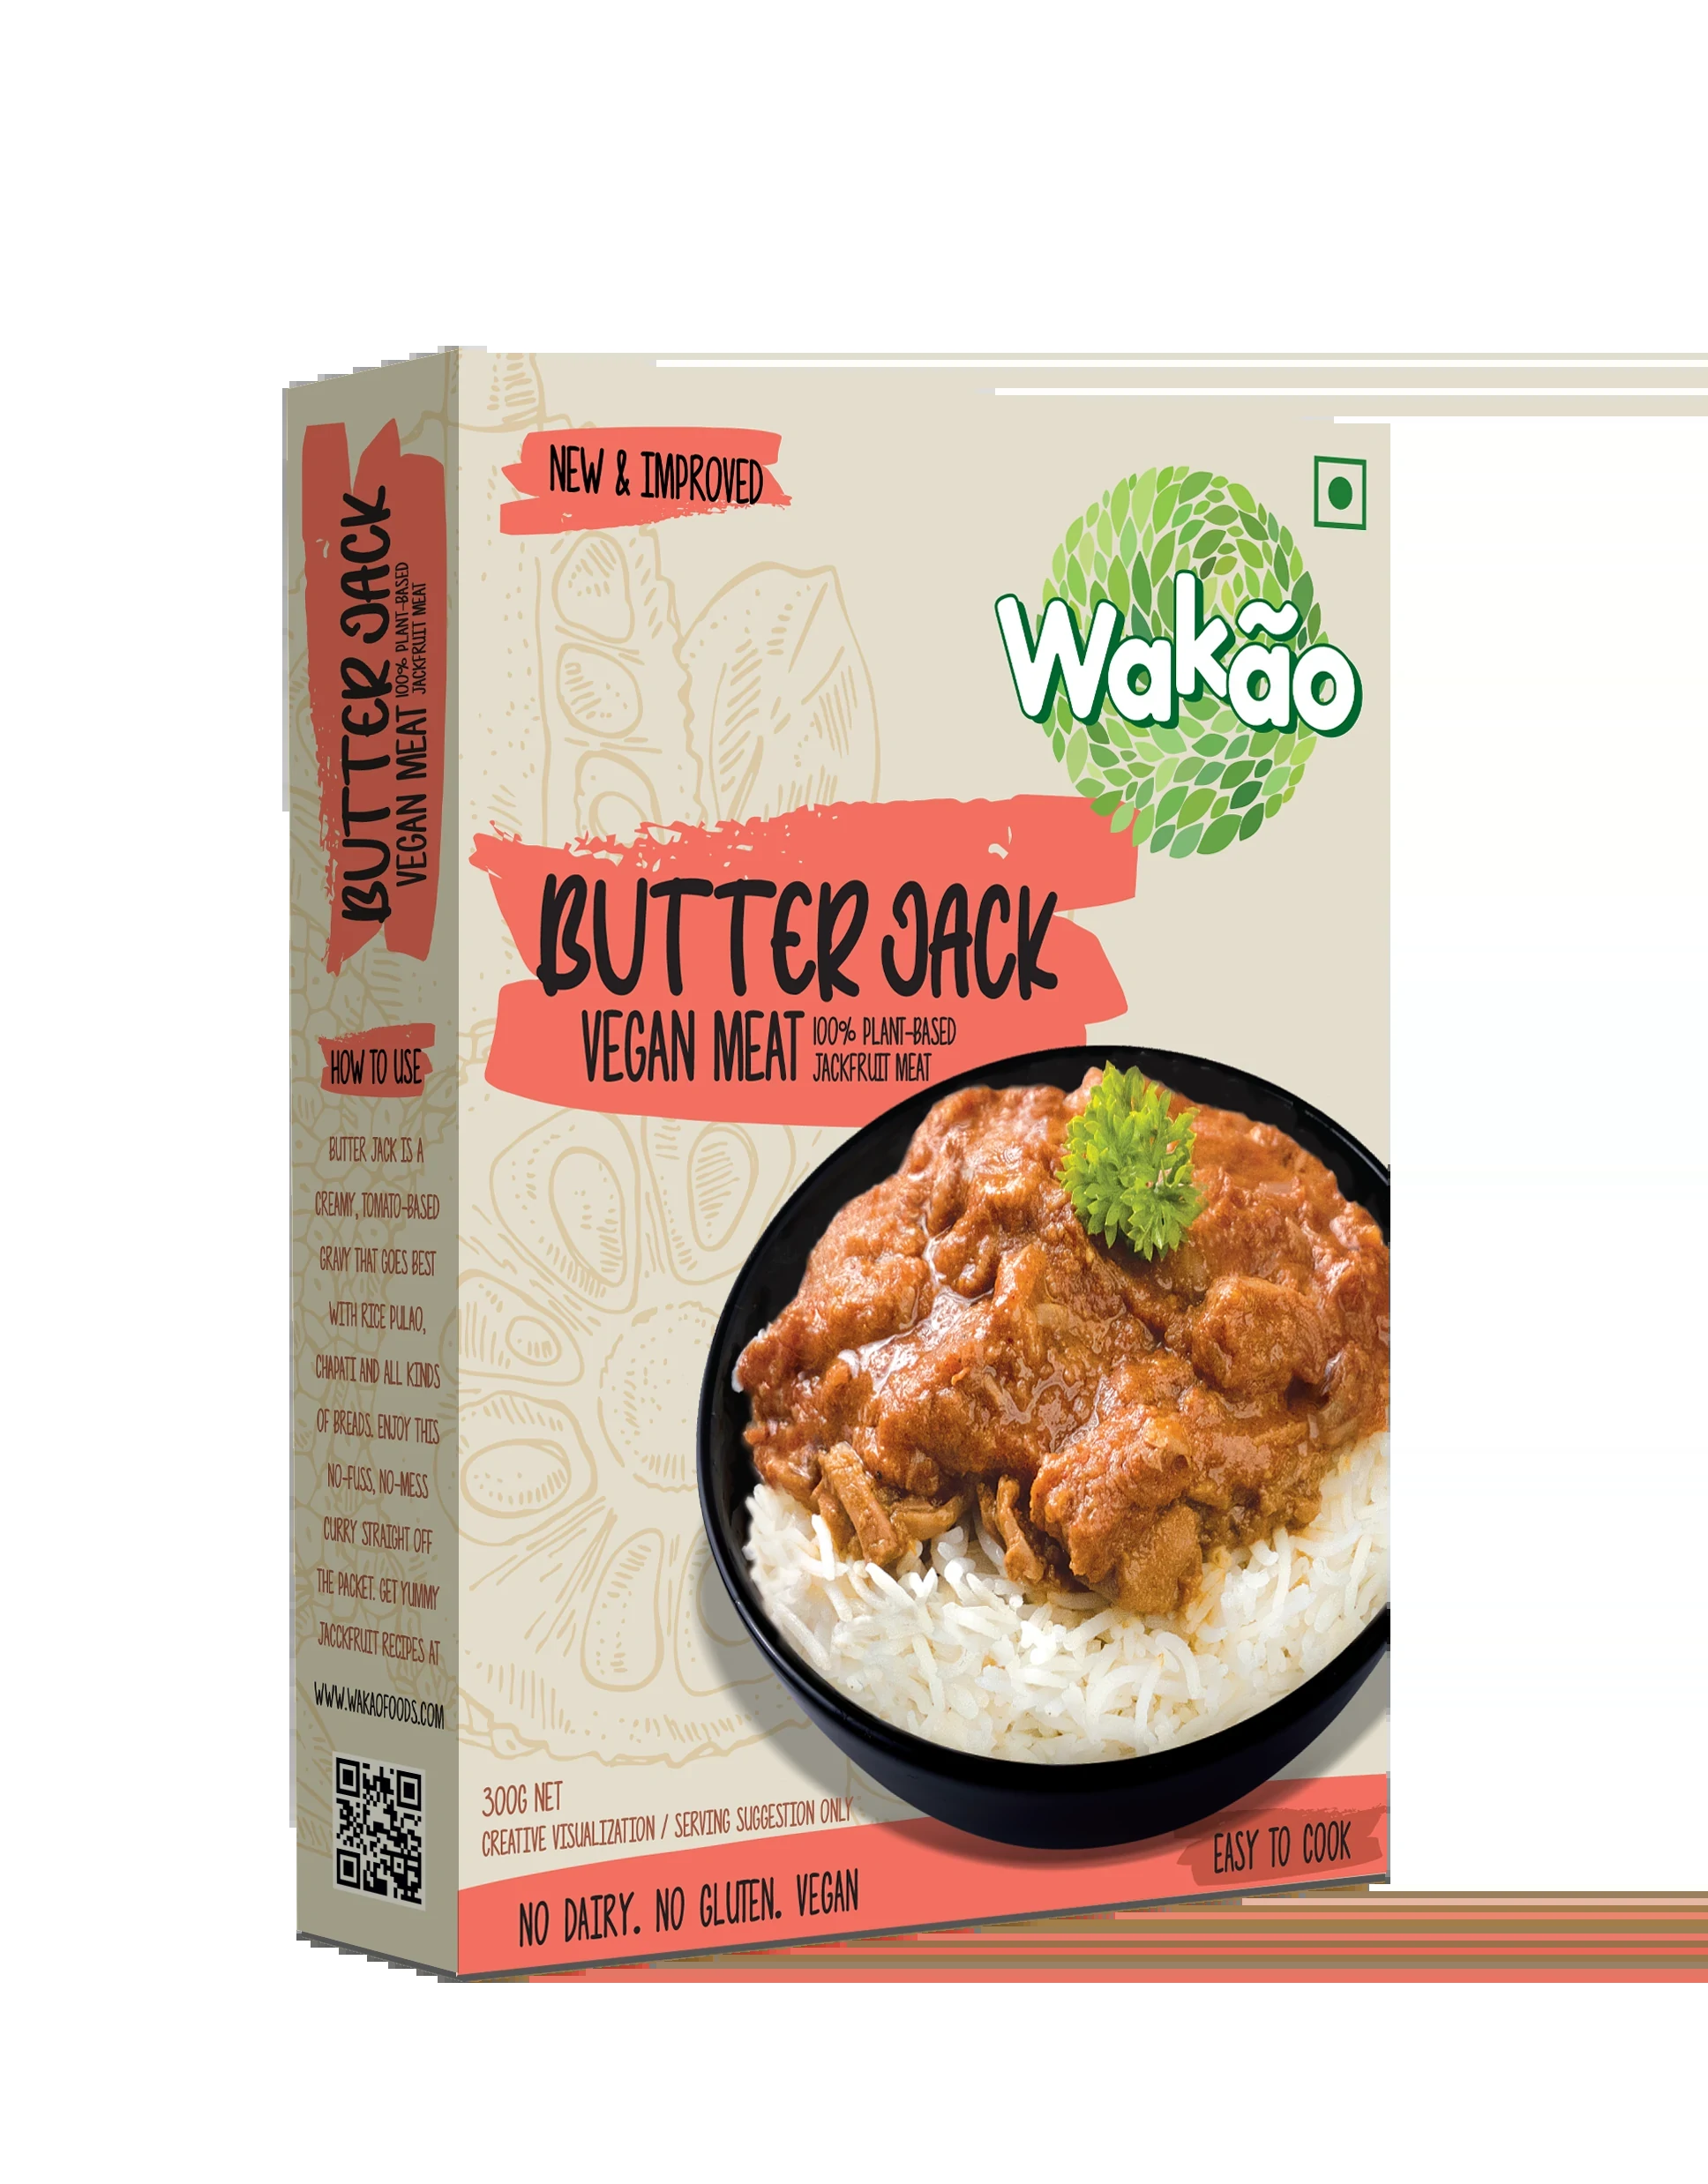 NEW & IMPROVED
Wakão
BUTTER JACK
VEGAN MEAT
100% PLANT-BASED
JACKFRUIT MEAT
300G NET
CREATIVE VISUALIZATION / SERVING SUGGESTION ONLY
NO DAIRY. NO GLUTEN. VEGAN
EASY TO COOK
BUTTER JACK
VEGAN MEAT
100% PLANT-BASED
JACKFRUIT MEAT
HOW TO USE
BUTTER JACK IS A
CREAMY, TOMATO-BASED
GRAVY THAT GOES BEST
WITH RICE PULAO,
CHAPATI AND ALL KINDS
OF BREADS. ENJOY THIS
NO-FUSS, NO-MESS
CURRY STRAIGHT OFF
THE PACKET. GET YUMMY
JACCKFRUIT RECIPES AT
WWW.WAKAOFOODS.COM